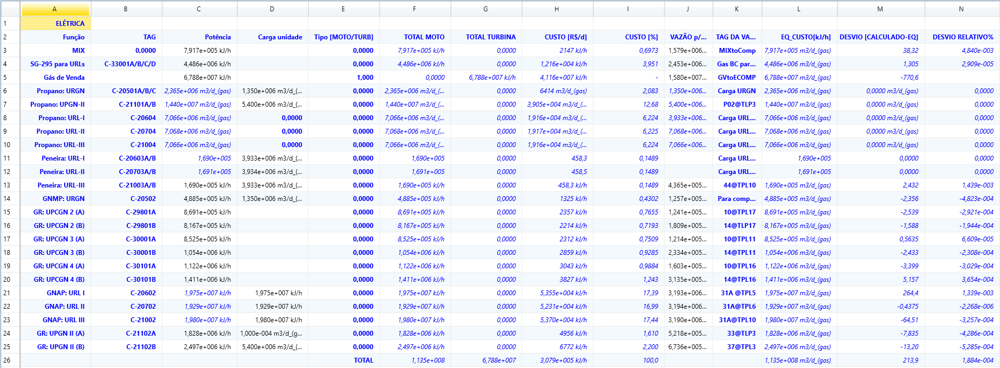 A B C D E F G H I J K L M N
1 ELÉTRICA
2 Função TAG Potência Carga unidade Tipo [MOTO/TURB] TOTAL MOTO TOTAL TURBINA CUSTO [R$/d] CUSTO [%] VAZÃO p/... TAG DA VA... EQ_CUSTO[kJ/h] DESVIO [CALCULADO-EQ] DESVIO RELATIVO%
3 MIX 0,0000 7,917e+005 kJ/h 0,0000 7,917e+005 kJ/h 0,0000 2147 kJ/h 0,6973 1,579e+006... MIXtoComp 7,917e+005 m3/d_(gas) 38,32 4,840e-003
4 SG-295 para URLs C-33001A/B/C/D 4,486e+006 kJ/h 0,0000 4,486e+006 kJ/h 0,0000 1,216e+004 kJ/h 3,951 2,453e+006... Gas BC par... 4,486e+006 m3/d_(gas) 1,305 2,909e-005
5 Gás de Venda 6,788e+007 kJ/h 1,000 0,0000 6,788e+007 kJ/h 4,116e+007 kJ/h - 1,580e+007... GVtoECOMP 6,788e+007 m3/d_(gas) -770,6
6 Propano: URGN C-20501A/B/C 2,365e+006 m3/d_(gas) 1,350e+006 m3/d_(... 0,0000 2,365e+006 m3/d_(... 0,0000 6414 m3/d_(gas) 2,083 1,350e+006... Carga URGN 2,365e+006 m3/d_(gas) 0,0000 m3/d_(gas) 0,0000
7 Propano: UPGN-II C-21101A/B 1,440e+007 m3/d_(gas) 5,400e+006 m3/d_(... 0,0000 1,440e+007 m3/d_(... 0,0000 3,905e+004 m3/d_(... 12,68 5,400e+006... P02@TLP3 1,440e+007 m3/d_(gas) 0,0000 m3/d_(gas) 0,0000
8 Propano: URL-I C-20604 7,066e+006 m3/d_(gas) 0,0000 0,0000 7,066e+006 m3/d_(... 0,0000 1,916e+004 m3/d_(... 6,224 3,933e+006... Carga URL... 7,066e+006 m3/d_(gas) 0,0000 m3/d_(gas) 0,0000
9 Propano: URL-II C-20704 7,068e+006 m3/d_(gas) 0,0000 0,0000 7,068e+006 m3/d_(... 0,0000 1,917e+004 m3/d_(... 6,225 7,068e+006... Carga URL... 7,068e+006 m3/d_(gas) 0,0000 m3/d_(gas) 0,0000
10 Propano: URL-III C-21004 7,066e+006 m3/d_(gas) 0,0000 0,0000 7,066e+006 m3/d_(... 0,0000 1,916e+004 m3/d_(... 6,224 7,066e+006... Carga URL... 7,066e+006 m3/d_(gas) 0,0000 m3/d_(gas) 0,0000
11 Peneira: URL-I C-20603A/B 1,690e+005 3,933e+006 m3/d_(... 0,0000 1,690e+005 0,0000 458,3 0,1489 Carga URL... 1,690e+005 0,0000 0,0000
12 Peneira: URL-II C-20703A/B 1,691e+005 3,934e+006 m3/d_(... 0,0000 1,691e+005 0,0000 458,5 0,1489 Carga URL... 1,691e+005 0,0000 0,0000
13 Peneira: URL-III C-21003A/B 1,690e+005 kJ/h 3,933e+006 m3/d_(... 0,0000 1,690e+005 kJ/h 0,0000 458,3 kJ/h 0,1489 4,365e+005... 44@TPL10 1,690e+005 m3/d_(gas) 2,432 1,439e-003
14 GNMP: URGN C-20502 4,885e+005 kJ/h 1,350e+006 m3/d_(... 0,0000 4,885e+005 kJ/h 0,0000 1325 kJ/h 0,4302 1,257e+005... Para comp... 4,885e+005 m3/d_(gas) -2,356 -4,823e-004
15 GR: UPCGN 2 (A) C-29801A 8,691e+005 kJ/h 0,0000 8,691e+005 kJ/h 0,0000 2357 kJ/h 0,7655 1,241e+005... 10@TPL17 8,691e+005 m3/d_(gas) -2,539 -2,921e-004
16 GR: UPCGN 2 (B) C-29801B 8,167e+005 kJ/h 0,0000 8,167e+005 kJ/h 0,0000 2214 kJ/h 0,7193 1,809e+005... 14@TLP17 8,167e+005 m3/d_(gas) -1,588 -1,944e-004
17 GR: UPCGN 3 (A) C-30001A 8,525e+005 kJ/h 0,0000 8,525e+005 kJ/h 0,0000 2312 kJ/h 0,7509 1,214e+005... 10@TPL11 8,525e+005 m3/d_(gas) 0,5635 6,609e-005
18 GR: UPCGN 3 (B) C-30001B 1,054e+006 kJ/h 0,0000 1,054e+006 kJ/h 0,0000 2859 kJ/h 0,9285 2,334e+005... 14@TPL11 1,054e+006 m3/d_(gas) -2,433 -2,308e-004
19 GR: UPCGN 4 (A) C-30101A 1,122e+006 kJ/h 0,0000 1,122e+006 kJ/h 0,0000 3043 kJ/h 0,9884 1,603e+005... 10@TPL16 1,122e+006 m3/d_(gas) -3,399 -3,029e-004
20 GR: UPCGN 4 (B) C-30101B 1,411e+006 kJ/h 0,0000 1,411e+006 kJ/h 0,0000 3827 kJ/h 1,243 3,135e+005... 14@TPL16 1,411e+006 m3/d_(gas) 5,157 3,654e-004
21 GNAP: URL I C-20602 1,975e+007 kJ/h 1,975e+007 kJ/h 0,0000 1,975e+007 kJ/h 0,0000 5,355e+004 kJ/h 17,39 3,193e+006... 31A @TPL5 1,975e+007 m3/d_(gas) 264,4 1,339e-003
22 GNAP: URL II C-20702 1,929e+007 kJ/h 1,929e+007 kJ/h 0,0000 1,929e+007 kJ/h 0,0000 5,231e+004 kJ/h 16,99 3,194e+006... 31A@TPL6 1,929e+007 m3/d_(gas) -0,4375 -2,268e-006
23 GNAP: URL III C-21002 1,980e+007 kJ/h 1,980e+007 kJ/h 0,0000 1,980e+007 kJ/h 0,0000 5,370e+004 kJ/h 17,44 3,190e+006... 31A@TPL10 1,980e+007 m3/d_(gas) -64,51 -3,257e-004
24 GR: UPGN II (A) C-21102A 1,828e+006 kJ/h 1,000e-004 m3/d_(g... 0,0000 1,828e+006 kJ/h 0,0000 4956 kJ/h 1,610 5,218e+005... 33@TLP3 1,828e+006 m3/d_(gas) -7,835 -4,286e-004
25 GR: UPGN II (B) C-21102B 2,497e+006 kJ/h 5,400e+006 m3/d_(... 0,0000 2,497e+006 kJ/h 0,0000 6772 kJ/h 2,200 6,736e+005... 37@TPL3 2,497e+006 m3/d_(gas) -13,20 -5,285e-004
26 TOTAL 1,135e+008 6,788e+007 3,079e+005 kJ/h 100,0 1,135e+008 m3/d_(gas) 213,9 1,884e-004